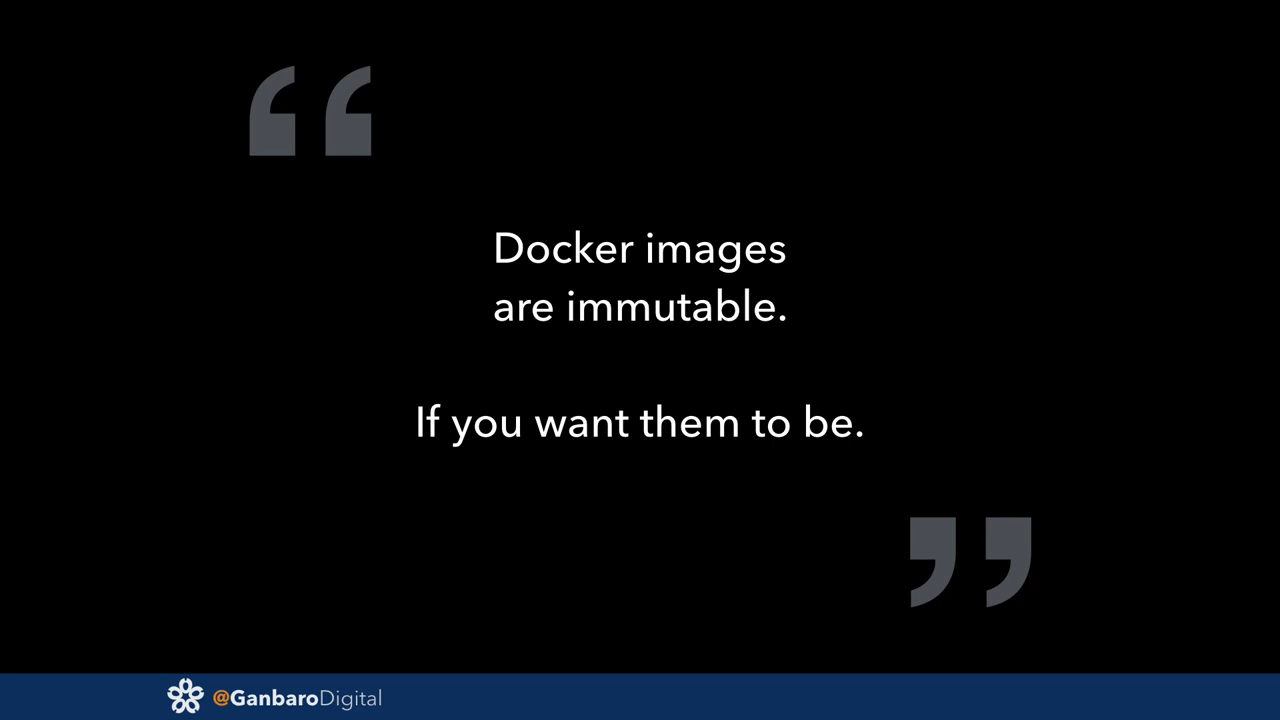 “
Docker images
are immutable.
If you want them to be.
”
@GanbaroDigital